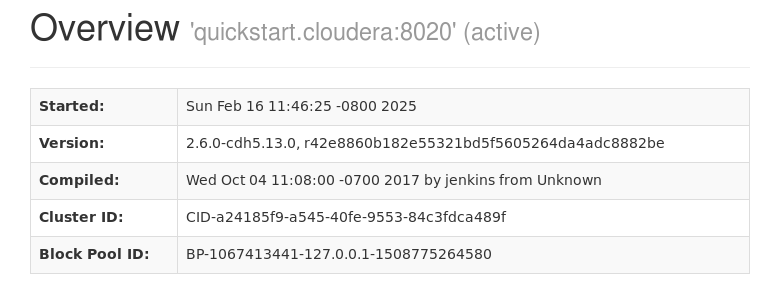 Overview 'quickstart.cloudera:8020' (active)
Started: Sun Feb 16 11:46:25 -0800 2025
Version: 2.6.0-cdh5.13.0, r42e8860b182e55321bd5f5605264da4adc8882be
Compiled: Wed Oct 04 11:08:00 -0700 2017 by jenkins from Unknown
Cluster ID: CID-a24185f9-a545-40fe-9553-84c3fdca489f
Block Pool ID: BP-1067413441-127.0.0.1-1508775264580